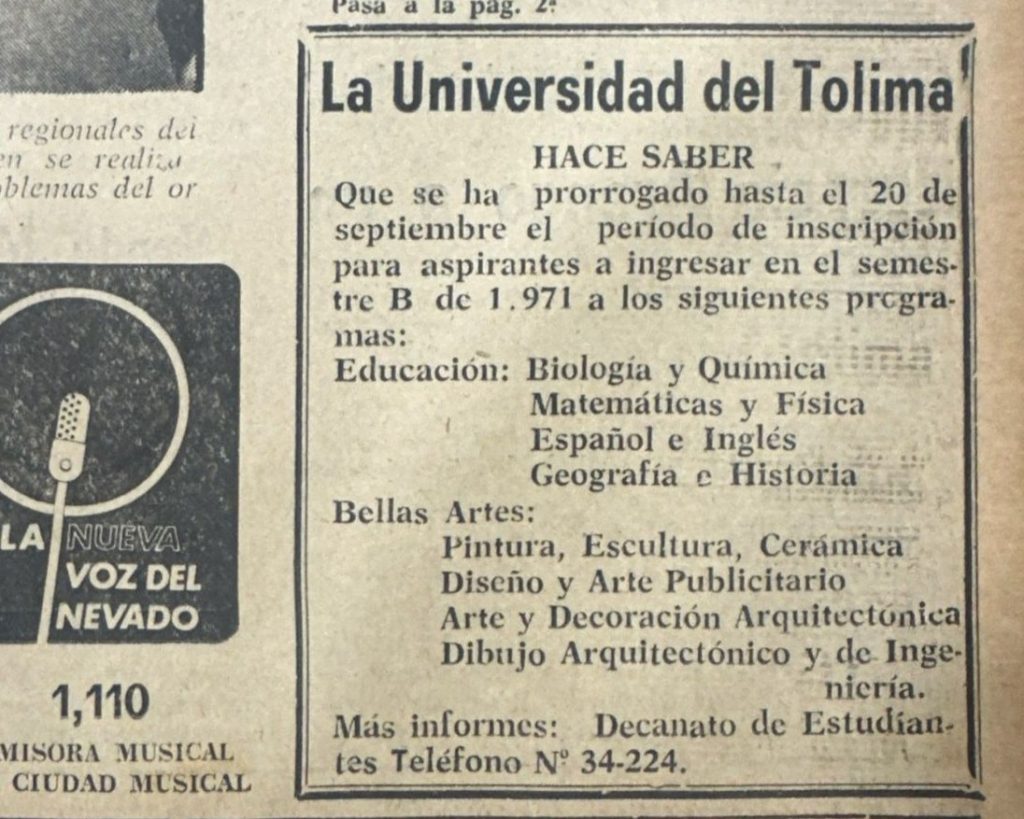 Pasa a la pág. 2ª
regionales del
en se realiza
oblemas del or
LA NUEVA
VOZ DEL
NEVADO
1,110
MISORA MUSICAL
CIUDAD MUSICAL
La Universidad del Tolima
HACE SABER
Que se ha prorrogado hasta el 20 de
septiembre el período de inscripción
para aspirantes a ingresar en el semes-
tre B de 1.971 a los siguientes progra-
mas:
Educación: Biología y Química
Matemáticas y Física
Español e Inglés
Geografía e Historia
Bellas Artes:
Pintura, Escultura, Cerámica
Diseño y Arte Publicitario
Arte y Decoración Arquitectónica
Dibujo Arquitectónico y de Inge-
niería.
Más informes: Decanato de Estudian-
tes Teléfono Nº 34-224.